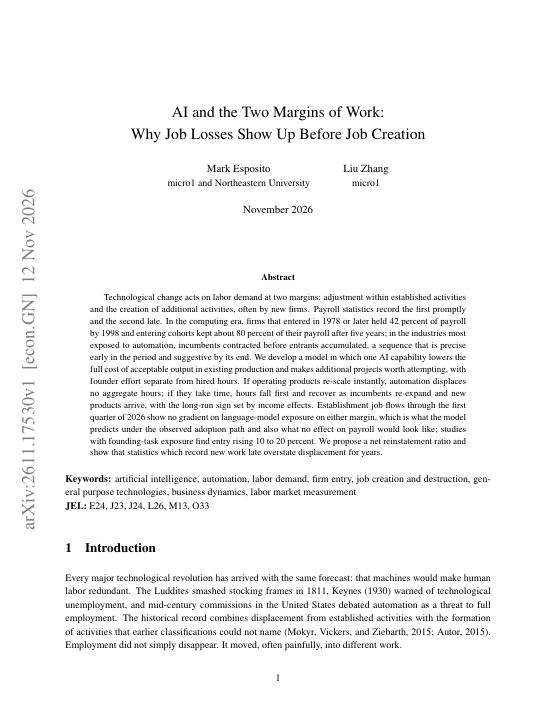 arXiv:2611.17530v1 [econ.GN] 12 Nov 2026
AI and the Two Margins of Work:
Why Job Losses Show Up Before Job Creation
Mark Esposito
micro1 and Northeastern University
Liu Zhang
micro1
November 2026
Abstract
Technological change acts on labor demand at two margins: adjustment within established activities
and the creation of additional activities, often by new firms. Payroll statistics record the first promptly
and the second late. In the computing era, firms that entered in 1978 or later held 42 percent of payroll
by 1998 and entering cohorts kept about 80 percent of their payroll after five years; in the industries
most exposed to automation, incumbents contracted before entrants accumulated, a sequence that is precise
early in the period and suggestive by its end. We develop a model in which one AI capability lowers the
full cost of acceptable output in existing production and makes additional projects worth attempting, with
founder effort separate from hired hours. If operating products re-scale instantly, automation displaces
no aggregate hours; if they take time, hours fall first and recover as incumbents re-expand and new
products arrive, with the long-run sign set by income effects. Establishment job flows through the first
quarter of 2026 show no gradient on language-model exposure on either margin, which is what the model
predicts under the observed adoption path and also what no effect on payroll would look like; studies
with founding-task exposure find entry rising 10 to 20 percent. We propose a net reinstatement ratio and
show that statistics which record new work late overstate displacement for years.
Keywords: artificial intelligence, automation, labor demand, firm entry, job creation and destruction, gen-
eral purpose technologies, business dynamics, labor market measurement
JEL: E24, J23, J24, L26, M13, O33
1 Introduction
Every major technological revolution has arrived with the same forecast: that machines would make human
labor redundant. The Luddites smashed stocking frames in 1811, Keynes (1930) warned of technological
unemployment, and mid-century commissions in the United States debated automation as a threat to full
employment. The historical record combines displacement from established activities with the formation
of activities that earlier classifications could not name (Mokyr, Vickers, and Ziebarth, 2015; Autor, 2015).
Employment did not simply disappear. It moved, often painfully, into different work.
1